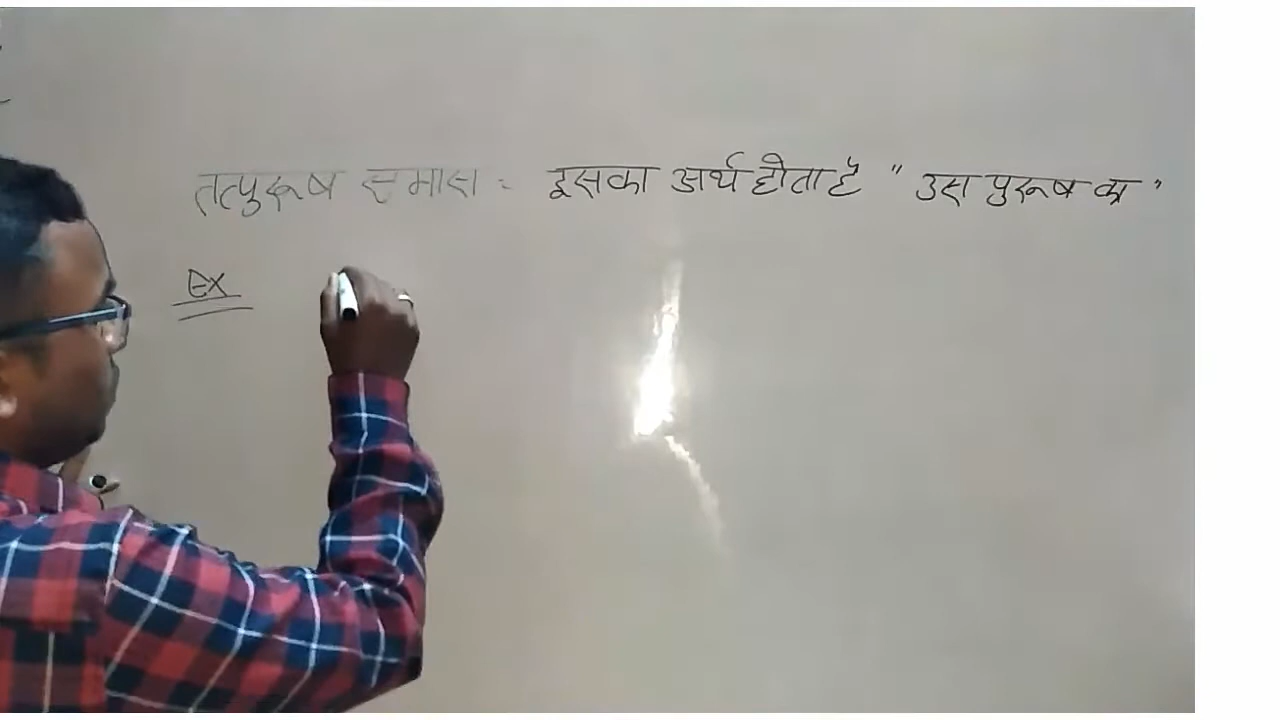 तत्पुरूष समास :- इसका अर्थ होता है " उस पुरूष का "
Ex